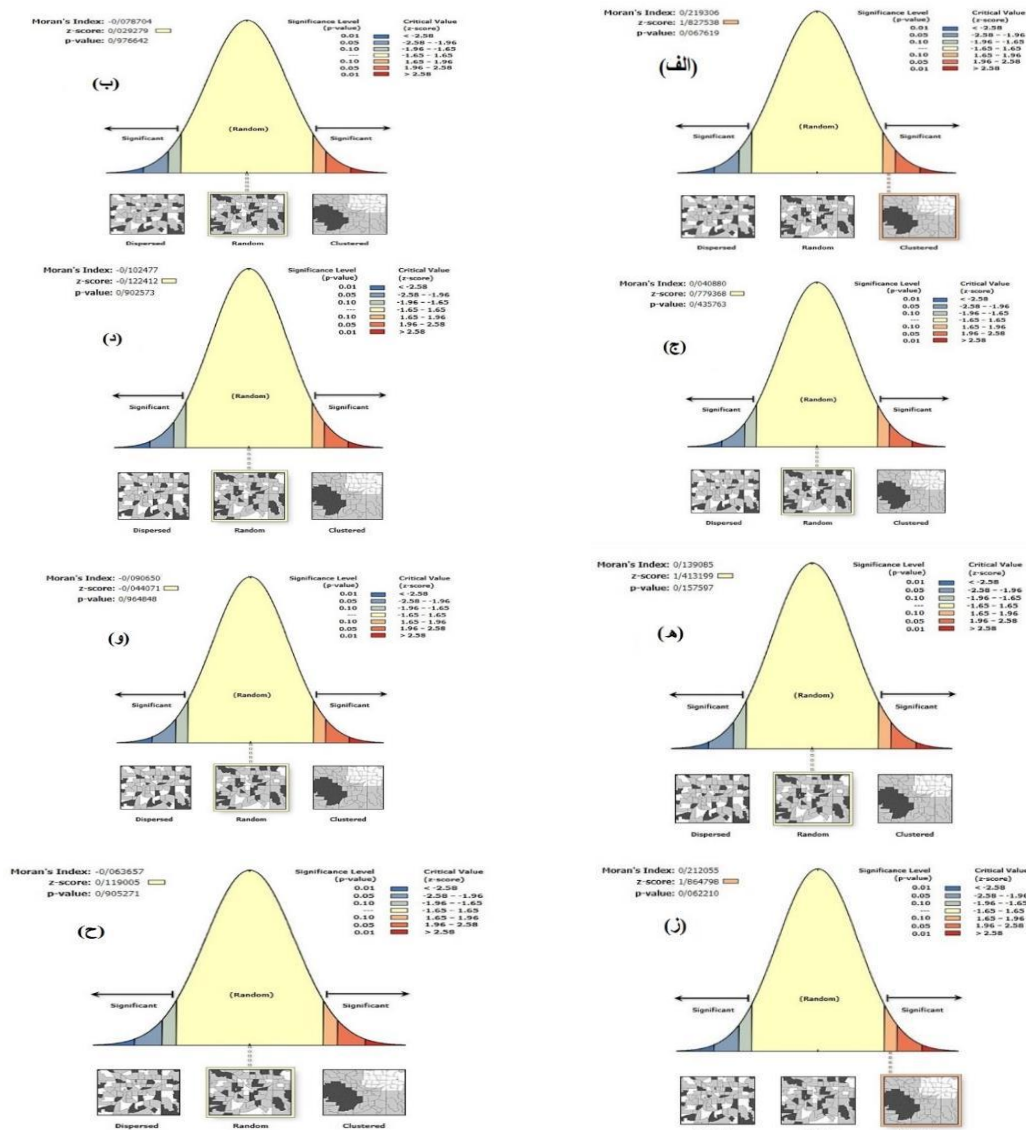 Moran's Index: 0/219306
z-score: 1/827538
p-value: 0/067619
Significance Level (p-value) Critical Value (z-score)
0.01 < -2.58
0.05 -2.58 – -1.96
0.10 -1.96 – -1.65
--- -1.65 – 1.65
0.10 1.65 – 1.96
0.05 1.96 – 2.58
0.01 > 2.58
(الف)
(Random)
Significant Significant
Dispersed Random Clustered
Moran's Index: -0/078704
z-score: 0/029279
p-value: 0/976642
Significance Level (p-value) Critical Value (z-score)
0.01 < -2.58
0.05 -2.58 – -1.96
0.10 -1.96 – -1.65
--- -1.65 – 1.65
0.10 1.65 – 1.96
0.05 1.96 – 2.58
0.01 > 2.58
(ب)
(Random)
Significant Significant
Dispersed Random Clustered
Moran's Index: 0/040880
z-score: 0/779368
p-value: 0/435763
Significance Level (p-value) Critical Value (z-score)
0.01 < -2.58
0.05 -2.58 – -1.96
0.10 -1.96 – -1.65
--- -1.65 – 1.65
0.10 1.65 – 1.96
0.05 1.96 – 2.58
0.01 > 2.58
(ج)
(Random)
Significant Significant
Dispersed Random Clustered
Moran's Index: -0/102477
z-score: -0/122412
p-value: 0/902573
Significance Level (p-value) Critical Value (z-score)
0.01 < -2.58
0.05 -2.58 – -1.96
0.10 -1.96 – -1.65
--- -1.65 – 1.65
0.10 1.65 – 1.96
0.05 1.96 – 2.58
0.01 > 2.58
(د)
(Random)
Significant Significant
Dispersed Random Clustered
Moran's Index: 0/139085
z-score: 1/413199
p-value: 0/157597
Significance Level (p-value) Critical Value (z-score)
0.01 < -2.58
0.05 -2.58 – -1.96
0.10 -1.96 – -1.65
--- -1.65 – 1.65
0.10 1.65 – 1.96
0.05 1.96 – 2.58
0.01 > 2.58
(هـ)
(Random)
Significant Significant
Dispersed Random Clustered
Moran's Index: -0/090650
z-score: -0/044071
p-value: 0/964848
Significance Level (p-value) Critical Value (z-score)
0.01 < -2.58
0.05 -2.58 – -1.96
0.10 -1.96 – -1.65
--- -1.65 – 1.65
0.10 1.65 – 1.96
0.05 1.96 – 2.58
0.01 > 2.58
(و)
(Random)
Significant Significant
Dispersed Random Clustered
Moran's Index: 0/212055
z-score: 1/864798
p-value: 0/062210
Significance Level (p-value) Critical Value (z-score)
0.01 < -2.58
0.05 -2.58 – -1.96
0.10 -1.96 – -1.65
--- -1.65 – 1.65
0.10 1.65 – 1.96
0.05 1.96 – 2.58
0.01 > 2.58
(ز)
(Random)
Significant Significant
Moran's Index: -0/063657
z-score: 0/119005
p-value: 0/905271
Significance Level (p-value) Critical Value (z-score)
0.01 < -2.58
0.05 -2.58 – -1.96
0.10 -1.96 – -1.65
--- -1.65 – 1.65
0.10 1.65 – 1.96
0.05 1.96 – 2.58
0.01 > 2.58
(ح)
(Random)
Significant Significant
Dispersed Random Clustered